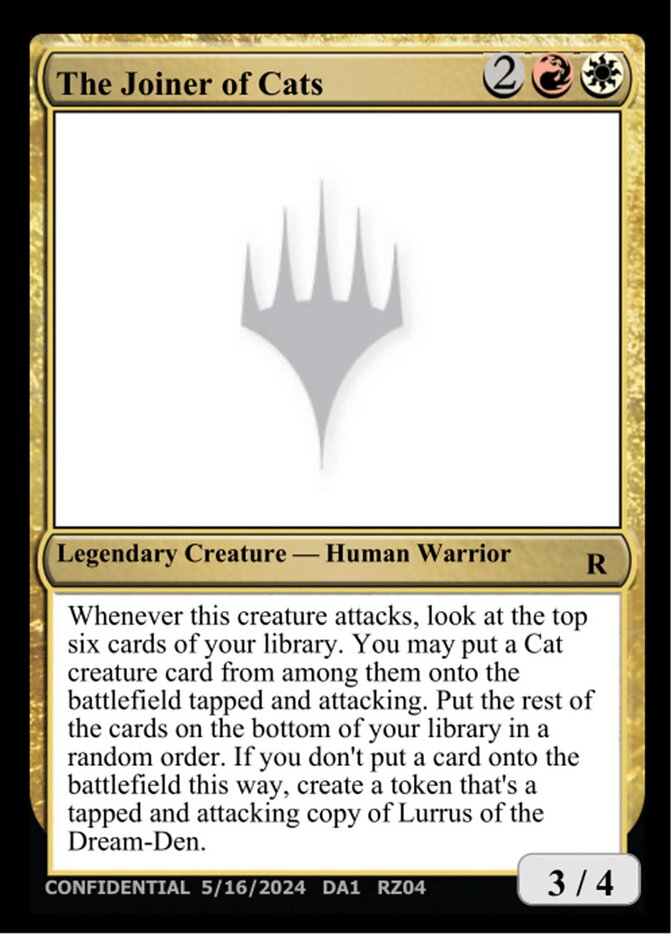 The Joiner of Cats 2
Legendary Creature — Human Warrior R
Whenever this creature attacks, look at the top
six cards of your library. You may put a Cat
creature card from among them onto the
battlefield tapped and attacking. Put the rest of
the cards on the bottom of your library in a
random order. If you don't put a card onto the
battlefield this way, create a token that's a
tapped and attacking copy of Lurrus of the
Dream-Den.
CONFIDENTIAL 5/16/2024 DA1 RZ04
3 / 4